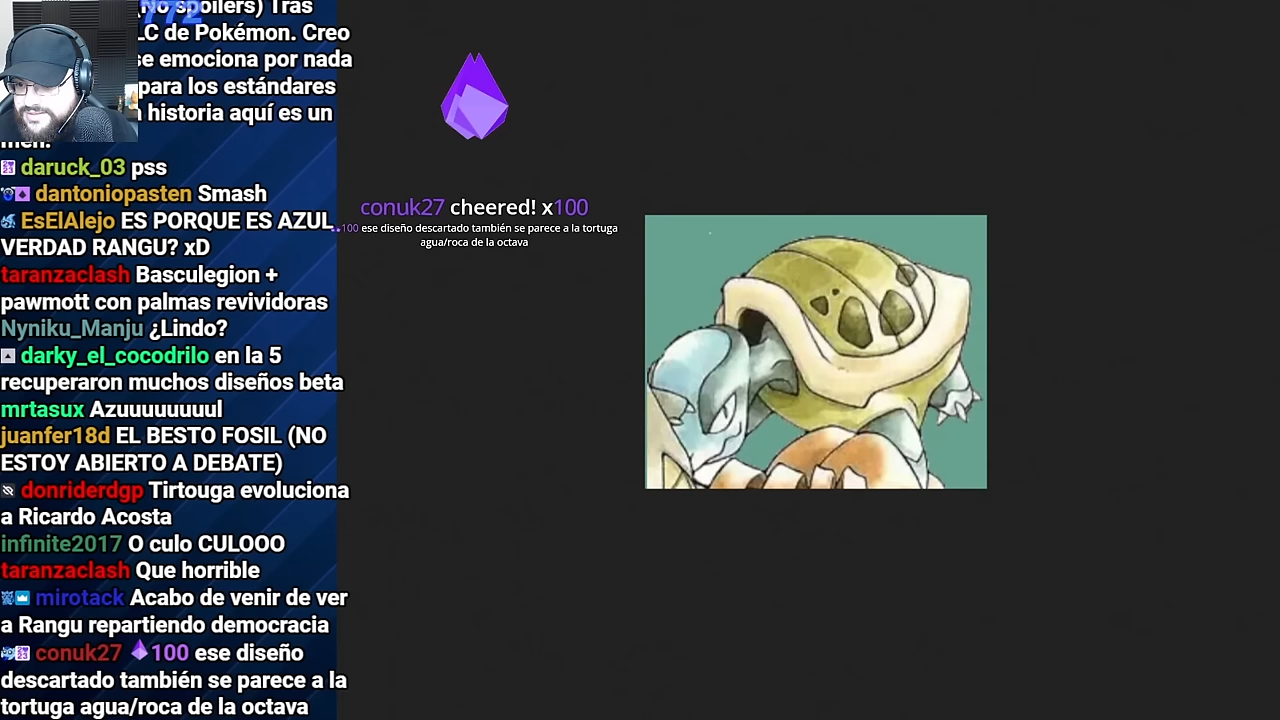 (No spoilers) Tras
LC de Pokémon. Creo
se emociona por nada
para los estándares
historia aquí es un
men!
daruck_03 pss
dantoniopasten Smash
EsElAlejo ES PORQUE ES AZUL
VERDAD RANGU? xD
taranzaclash Basculegion +
pawmott con palmas revividoras
Nyniku_Manju ¿Lindo?
darky_el_cocodrilo en la 5
recuperaron muchos diseños beta
mrtasux Azuuuuuuuul
juanfer18d EL BESTO FOSIL (NO
ESTOY ABIERTO A DEBATE)
donriderdgp Tirtouga evoluciona
a Ricardo Acosta
infinite2017 O culo CULOOO
taranzaclash Que horrible
mirotack Acabo de venir de ver
a Rangu repartiendo democracia
conuk27 100 ese diseño
descartado también se parece a la
tortuga agua/roca de la octava
conuk27 cheered! x100
100 ese diseño descartado también se parece a la tortuga
agua/roca de la octava